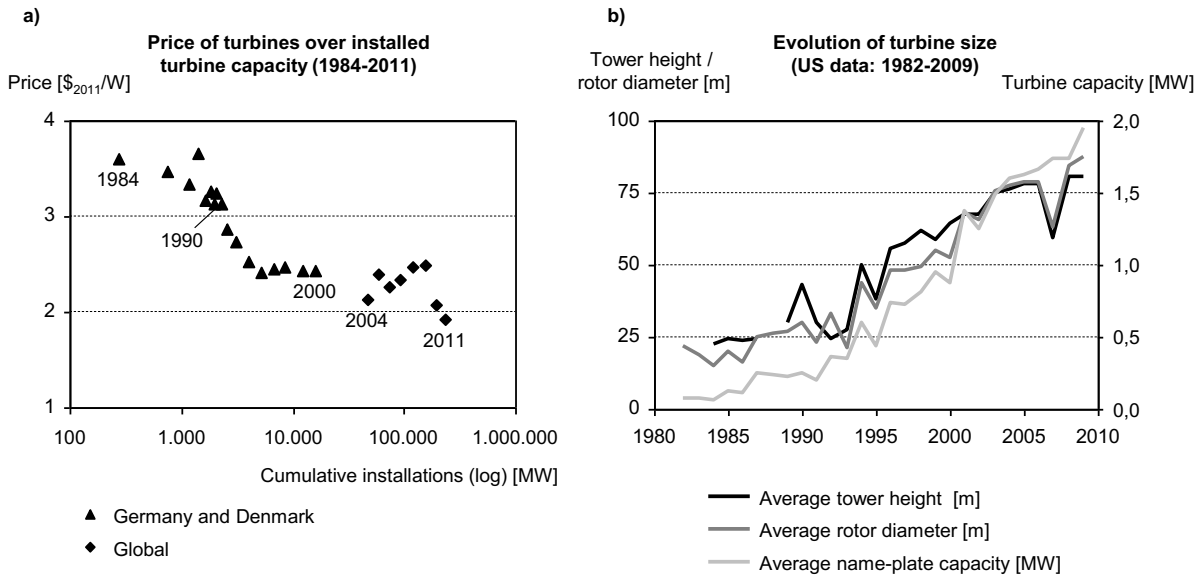 a)
Price of turbines over installed
turbine capacity (1984-2011)
Price [$2011/W]
4
3
2
1
1984
1990
2000
2004
2011
100
1.000
10.000
100.000
1.000.000
Cumulative installations (log) [MW]
Germany and Denmark
Global
b)
Evolution of turbine size
(US data: 1982-2009)
Tower height /
rotor diameter [m]
Turbine capacity [MW]
100
75
50
25
0
2,0
1,5
1,0
0,5
0,0
1980
1985
1990
1995
2000
2005
2010
Average tower height [m]
Average rotor diameter [m]
Average name-plate capacity [MW]